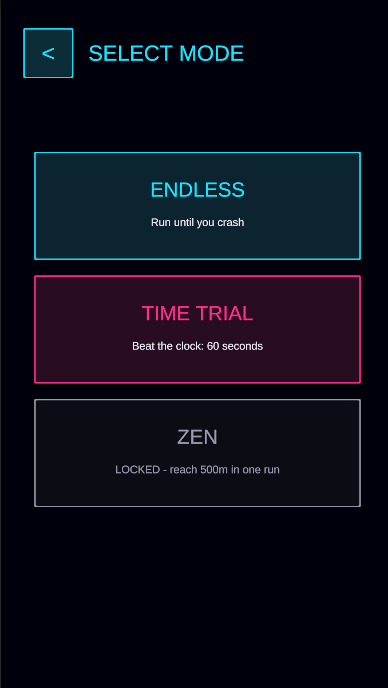 < SELECT MODE
ENDLESS
Run until you crash
TIME TRIAL
Beat the clock: 60 seconds
ZEN
LOCKED - reach 500m in one run